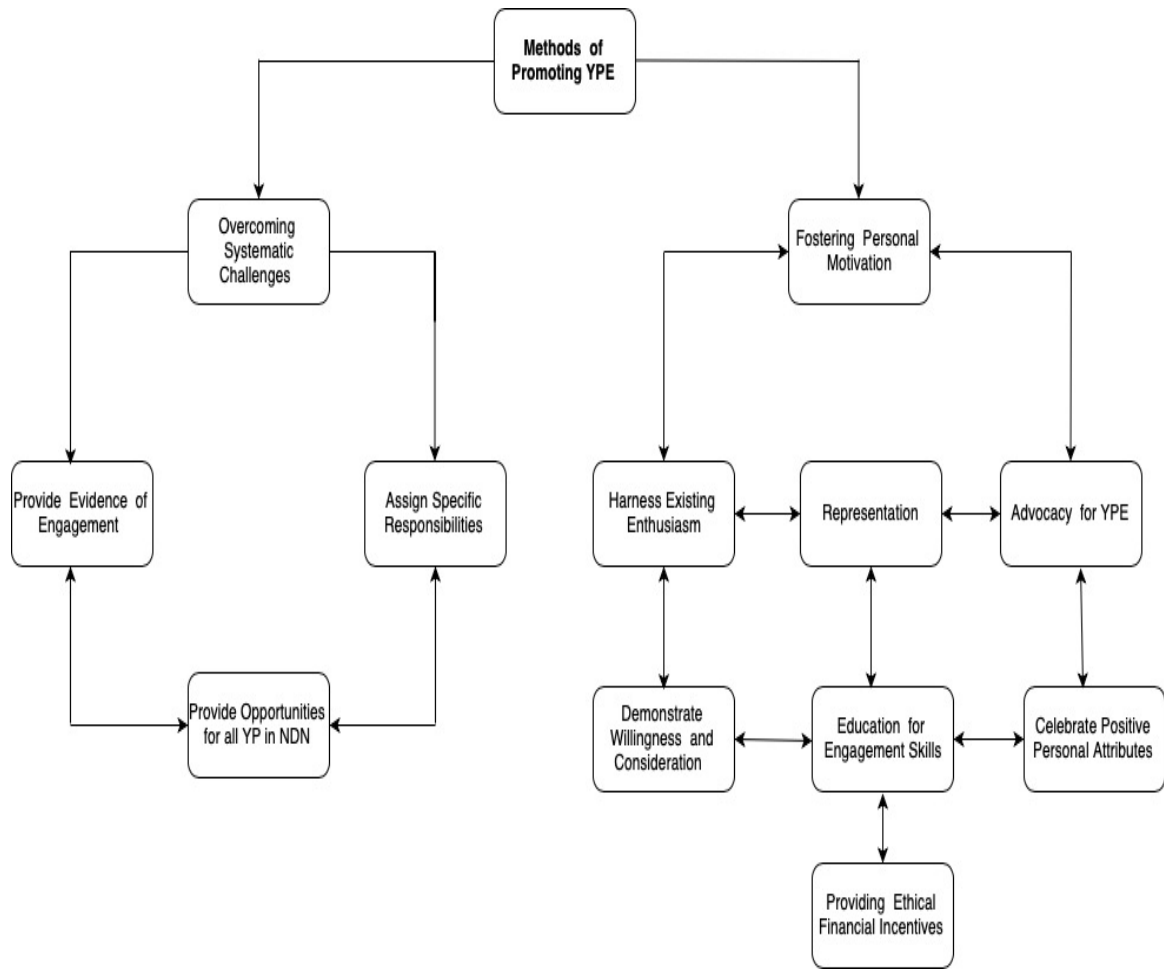 Methods of
Promoting YPE
Overcoming
Systematic
Challenges
Fostering Personal
Motivation
Provide Evidence of
Engagement
Assign Specific
Responsibilities
Harness Existing
Enthusiasm
Representation
Advocacy for YPE
Provide Opportunities
for all YP in NDN
Demonstrate
Willingness and
Consideration
Education for
Engagement Skills
Celebrate Positive
Personal Attributes
Providing Ethical
Financial Incentives